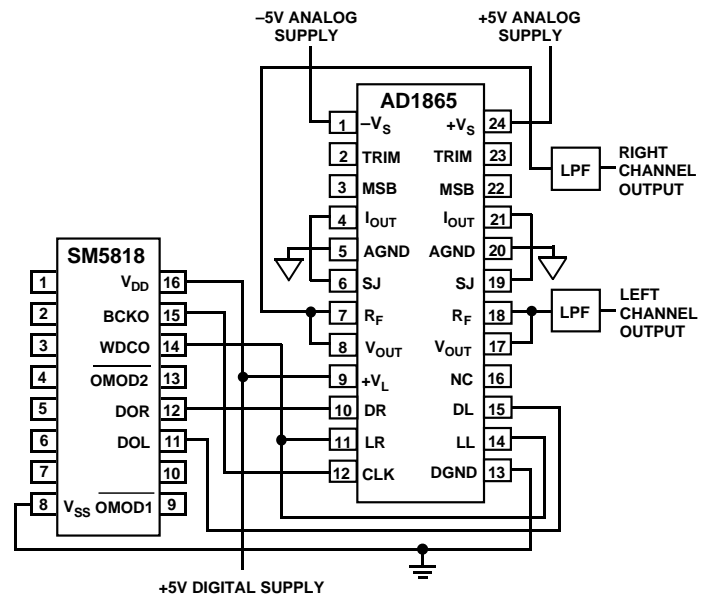 –5V ANALOG
SUPPLY
+5V ANALOG
SUPPLY
AD1865
1 –VS +VS 24
2 TRIM TRIM 23
3 MSB MSB 22
4 IOUT IOUT 21
5 AGND AGND 20
6 SJ SJ 19
7 RF RF 18
8 VOUT VOUT 17
9 +VL NC 16
10 DR DL 15
11 LR LL 14
12 CLK DGND 13
LPF
RIGHT
CHANNEL
OUTPUT
LPF
LEFT
CHANNEL
OUTPUT
SM5818
1 VDD 16
2 BCKO 15
3 WDCO 14
4 OMOD2 13
5 DOR 12
6 DOL 11
7 10
8 VSS OMOD1 9
+5V DIGITAL SUPPLY